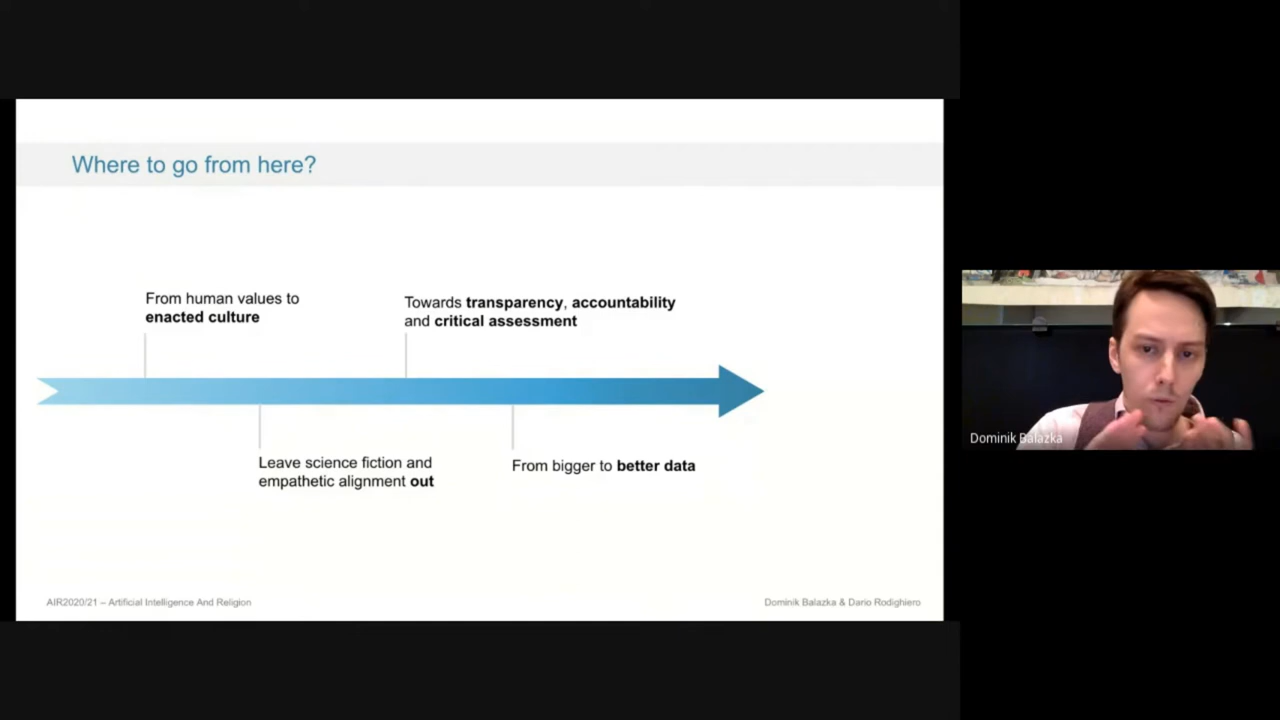 Where to go from here?
From human values to
enacted culture
Towards transparency, accountability
and critical assessment
Leave science fiction and
empathetic alignment out
From bigger to better data
AIR2020/21 – Artificial Intelligence And Religion
Dominik Balazka & Dario Rodighiero
Dominik Balazka